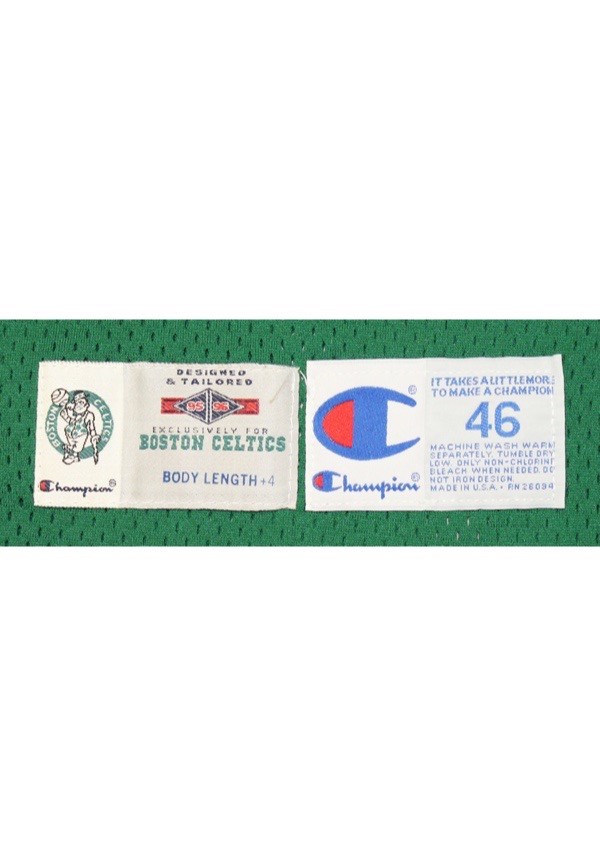 BOSTON CELTICS
Champion
DESIGNED
& TAILORED
95 96
EXCLUSIVELY FOR
BOSTON CELTICS
BODY LENGTH +4
®
Champion
IT TAKES A LITTLE MORE
TO MAKE A CHAMPION
46
MACHINE WASH WARM
SEPARATELY. TUMBLE DRY
LOW. ONLY NON-CHLORINE
BLEACH WHEN NEEDED. DO
NOT IRON DESIGN.
MADE IN U.S.A. • RN 26094